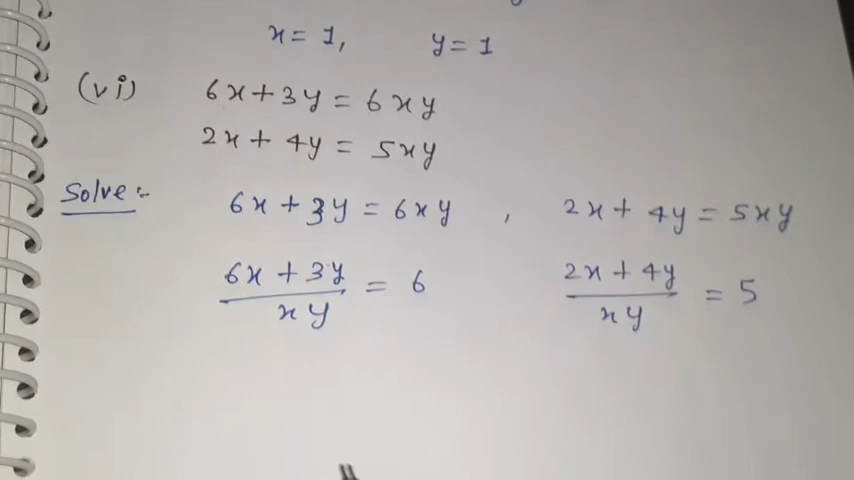 x = 1, y = 1
(vi) 6x + 3y = 6xy
2x + 4y = 5xy
Solve :- 6x + 3y = 6xy , 2x + 4y = 5xy
6x + 3y / xy = 6 2x + 4y / xy = 5